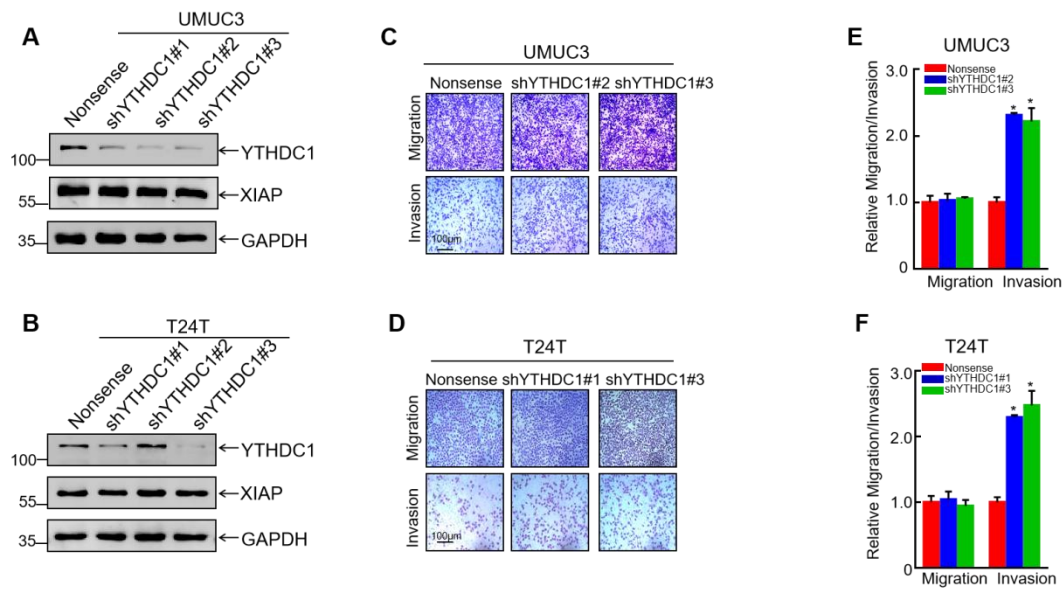 A
UMUC3
Nonsense
shYTHDC1#1
shYTHDC1#2
shYTHDC1#3
100
←YTHDC1
←XIAP
55
35
←GAPDH
B
T24T
Nonsense
shYTHDC1#1
shYTHDC1#2
shYTHDC1#3
100
←YTHDC1
←XIAP
55
35
←GAPDH
C
UMUC3
Nonsense shYTHDC1#2 shYTHDC1#3
Migration
Invasion
100μm
D
T24T
Nonsense shYTHDC1#1 shYTHDC1#3
Migration
Invasion
100μm
E
UMUC3
Nonsense
shYTHDC1#2
shYTHDC1#3
Relative Migration/Invasion
3.0
2.0
1.0
0
* *
Migration Invasion
F
T24T
Nonsense
shYTHDC1#1
shYTHDC1#3
Relative Migration/Invasion
3.0
2.0
1.0
0
* *
Migration Invasion